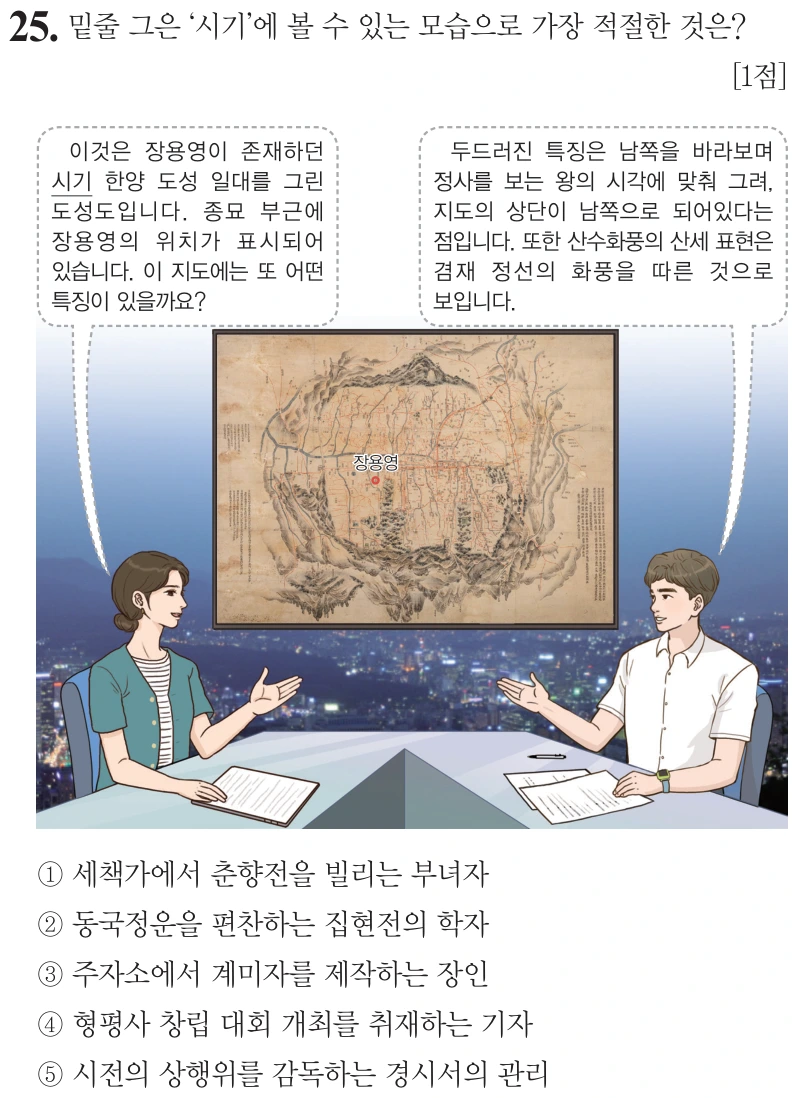 25. 밑줄 그은 ‘시기’에 볼 수 있는 모습으로 가장 적절한 것은?
[1점]
이것은 장용영이 존재하던
시기 한양 도성 일대를 그린
도성도입니다. 종묘 부근에
장용영의 위치가 표시되어
있습니다. 이 지도에는 또 어떤
특징이 있을까요?
두드러진 특징은 남쪽을 바라보며
정사를 보는 왕의 시각에 맞춰 그려,
지도의 상단이 남쪽으로 되어있다는
점입니다. 또한 산수화풍의 산세 표현은
겸재 정선의 화풍을 따른 것으로
보입니다.
장용영
① 세책가에서 춘향전을 빌리는 부녀자
② 동국정운을 편찬하는 집현전의 학자
③ 주자소에서 계미자를 제작하는 장인
④ 형평사 창립 대회 개최를 취재하는 기자
⑤ 시전의 상행위를 감독하는 경시서의 관리